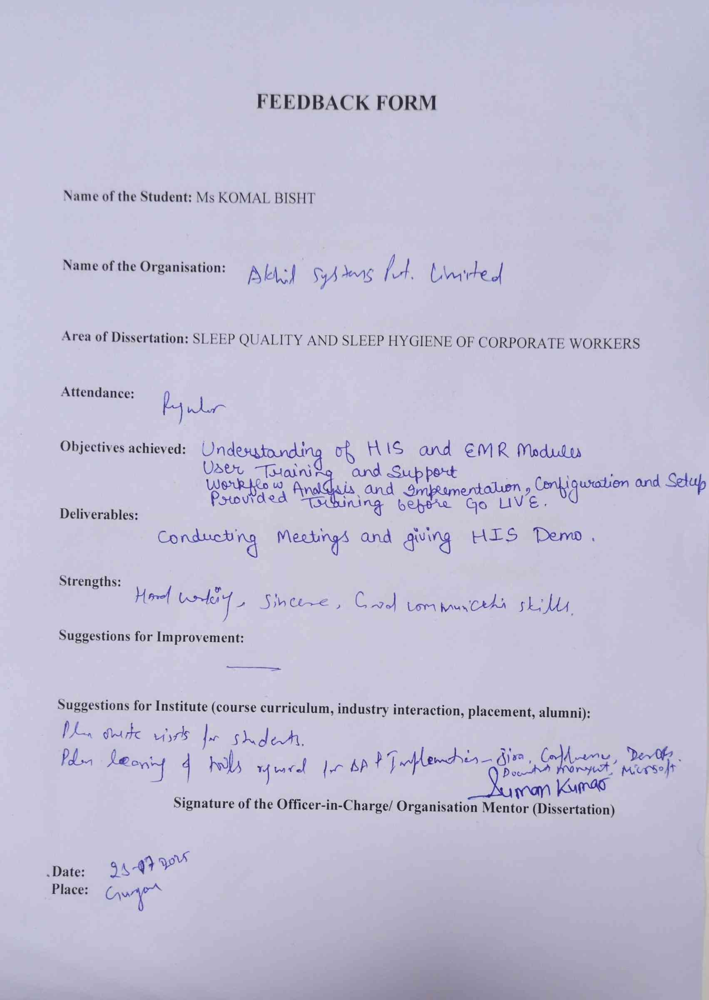 FEEDBACK FORM
Name of the Student: Ms KOMAL BISHT
Name of the Organisation: Akhil Systems Pvt. Limited
Area of Dissertation: SLEEP QUALITY AND SLEEP HYGIENE OF CORPORATE WORKERS
Attendance: Regular
Objectives achieved: Understanding of HIS and EMR Modules
User Training and Support
Workflow Analysis and Implementation, Configuration and Setup
Provided Training before Go LIVE.
Deliverables:
Conducting Meetings and giving HIS Demo.
Strengths:
Hard working, Sincere, Good communication skills.
Suggestions for Improvement:
Suggestions for Institute (course curriculum, industry interaction, placement, alumni):
Plan onsite visits for students.
Plan learning of tools required for BA & Implementation - Jira, Confluence, DevOps.
Microsoft
Suman Kumar
Signature of the Officer-in-Charge/ Organisation Mentor (Dissertation)
Date: 07 2025
Place: Gurgaon